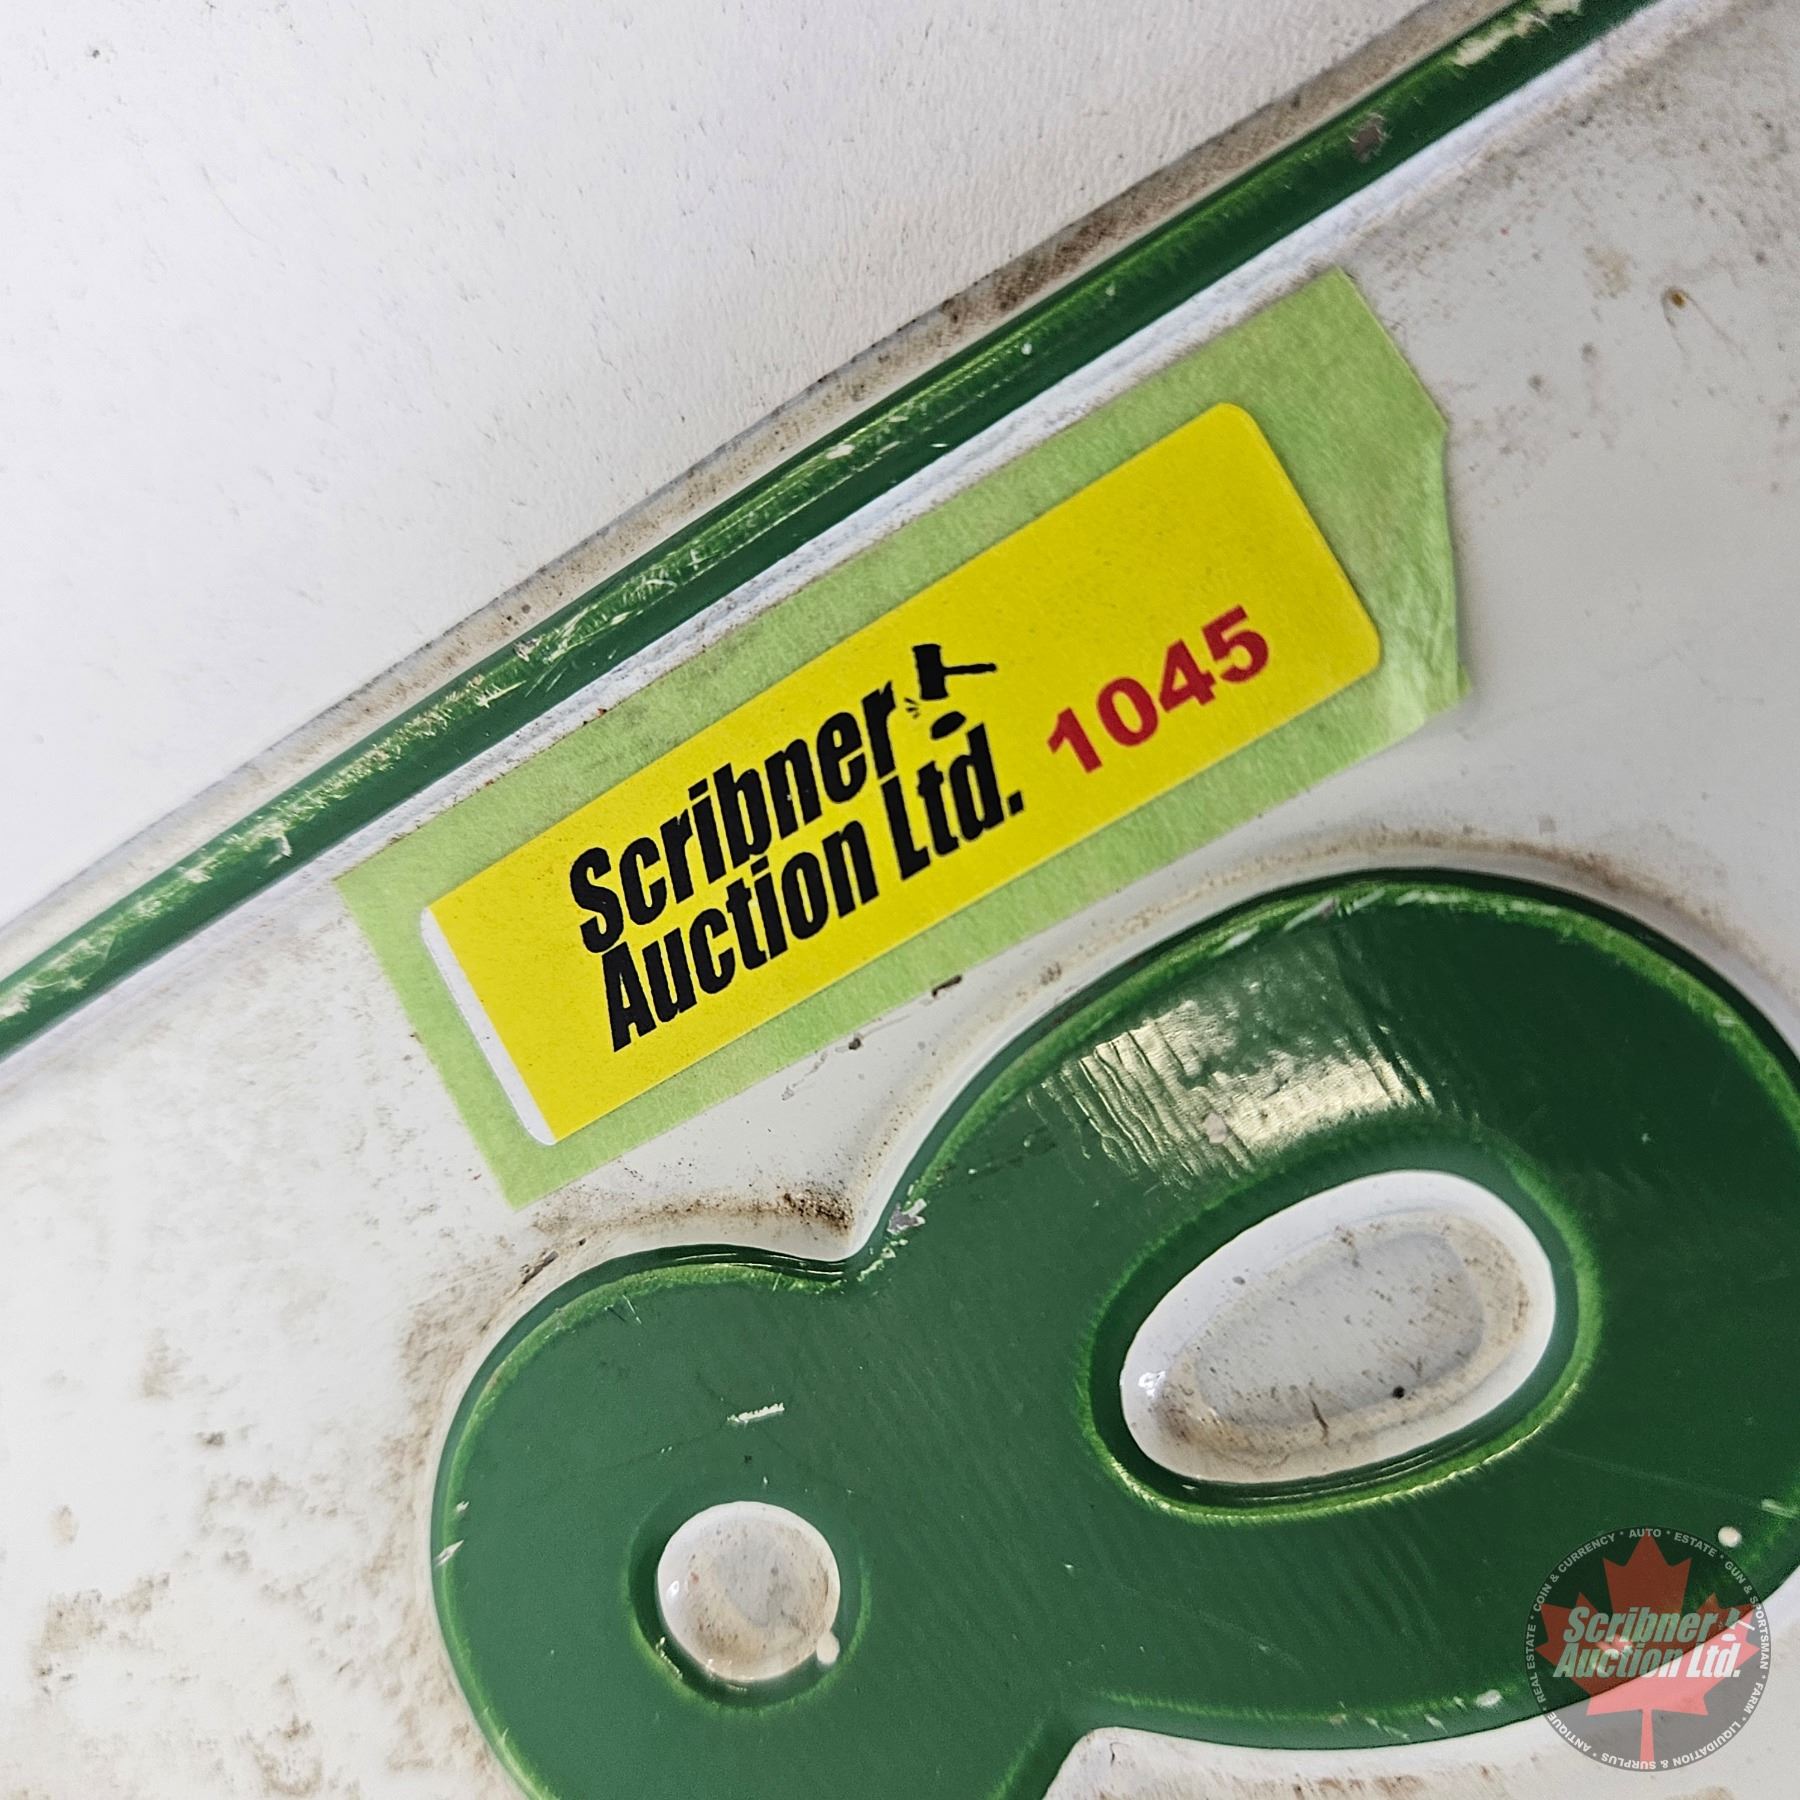 Scribner
Auction Ltd.
1045
8
COIN & CURRENCY • AUTO • ESTATE • GUN & SPORTSMAN • FARM • LIQUIDATION & SURPLUS • ANTIQUE • REAL ESTATE •
Scribner
Auction Ltd.